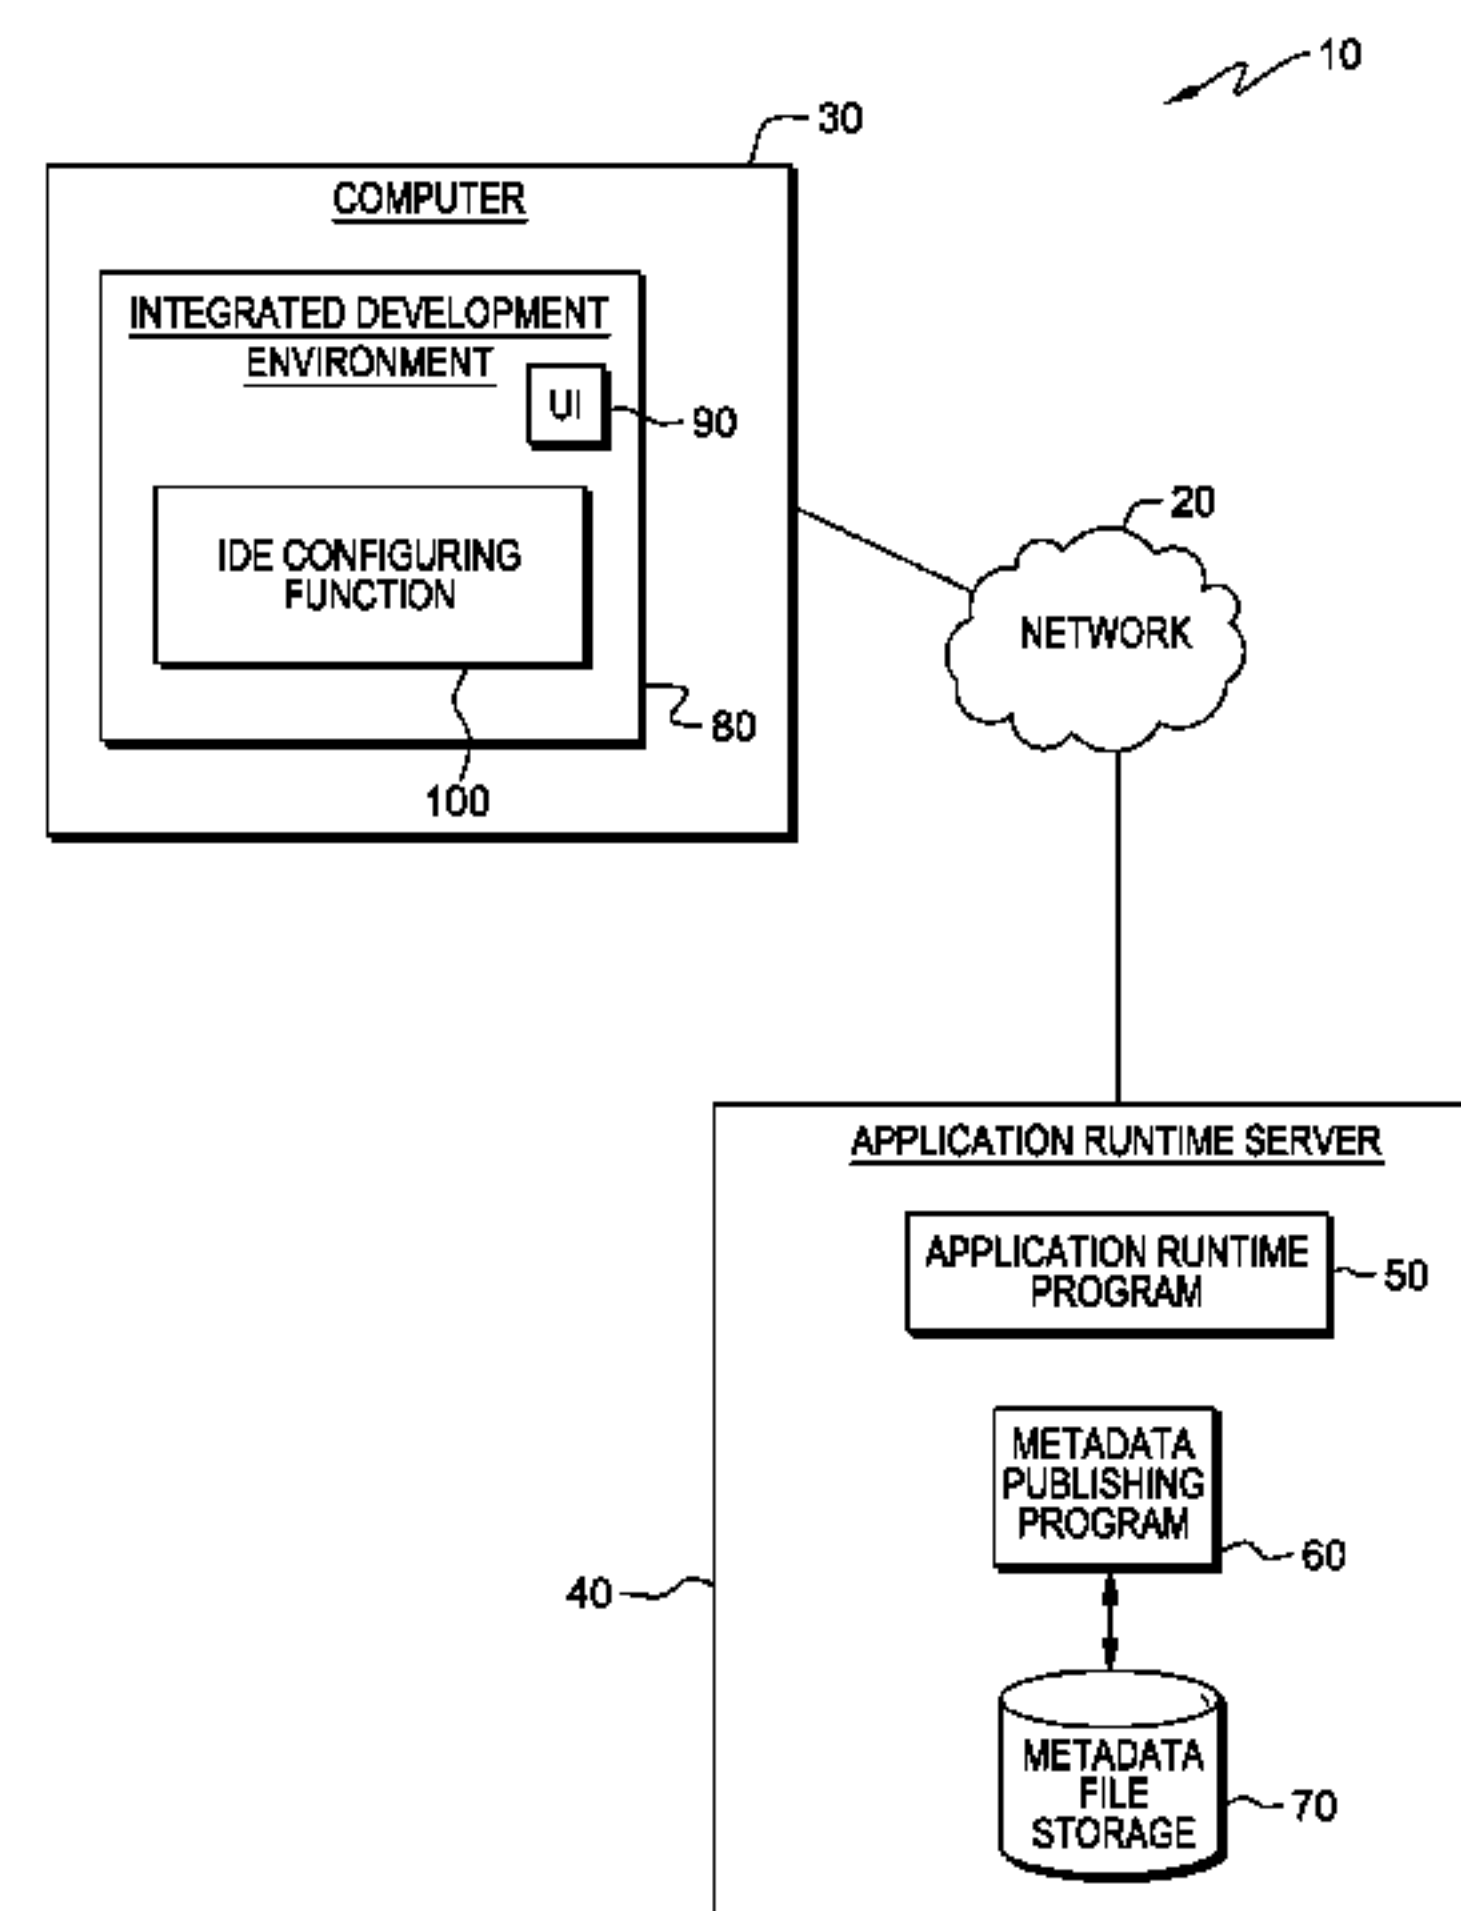 10
30
COMPUTER
INTEGRATED DEVELOPMENT
ENVIRONMENT
UI
90
IDE CONFIGURING
FUNCTION
80
100
20
NETWORK
APPLICATION RUNTIME SERVER
APPLICATION RUNTIME
PROGRAM
50
METADATA
PUBLISHING
PROGRAM
60
40
METADATA
FILE
STORAGE
70